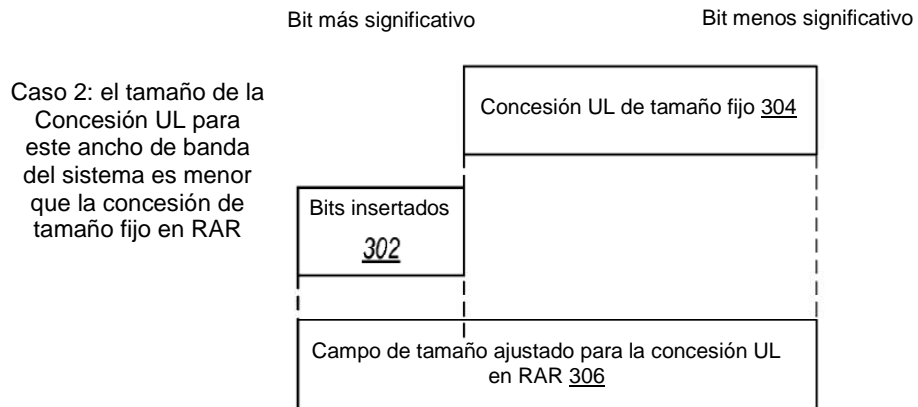 Bit más significativo
Bit menos significativo
Caso 2: el tamaño de la
Concesión UL para
este ancho de banda
del sistema es menor
que la concesión de
tamaño fijo en RAR
Concesión UL de tamaño fijo 304
Bits insertados
302
Campo de tamaño ajustado para la concesión UL
en RAR 306